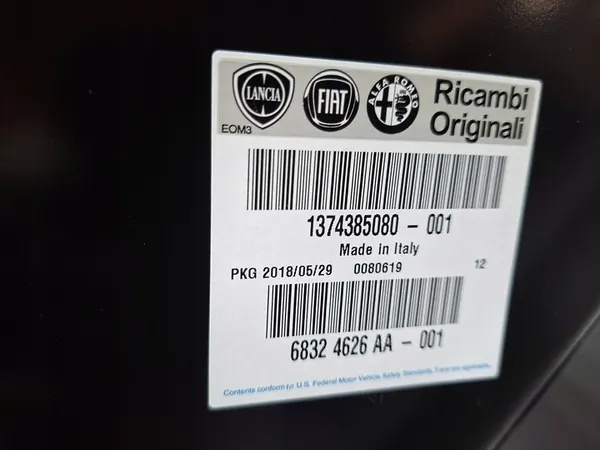 LANCIA
FIAT
ALFA ROMEO
Ricambi
Originali
EOM3
1374385080 - 001
Made in Italy
PKG 2018/05/29 0080619 12
6832 4626 AA - 001
Contents conform to U.S. Federal Motor Vehicle Safety Standards.